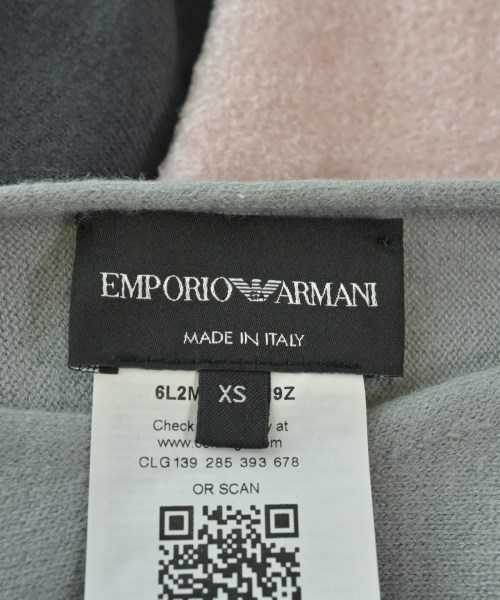 EMPORIO ARMANI
MADE IN ITALY
XS
6L2M 9Z
Check at
www. com
CLG 139 285 393 678
OR SCAN